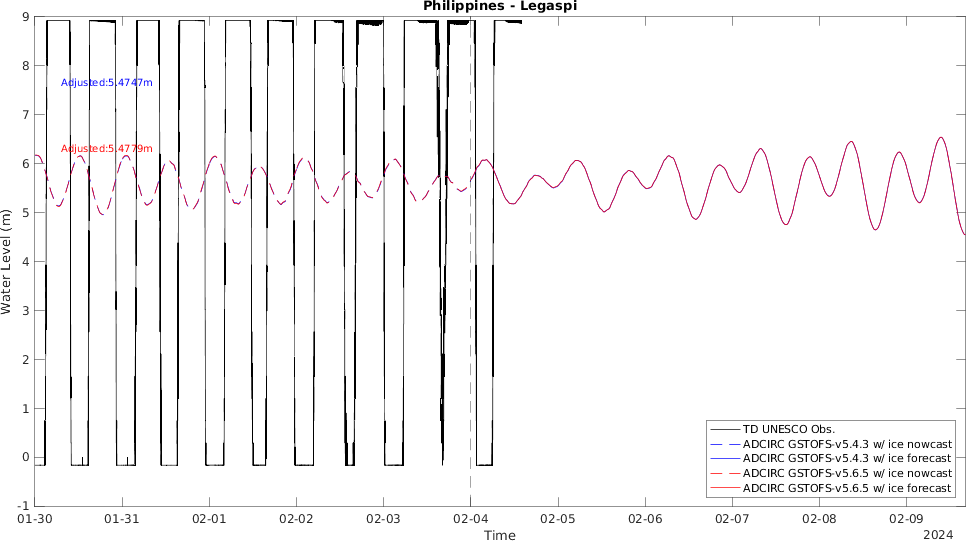 Philippines - Legaspi
9
8
Adjusted:5.4747m
7
Adjusted:5.4779m
6
5
4
3
2
1
0
-1
Water Level (m)
TD UNESCO Obs.
ADCIRC GSTOFS-v5.4.3 w/ ice nowcast
ADCIRC GSTOFS-v5.4.3 w/ ice forecast
ADCIRC GSTOFS-v5.6.5 w/ ice nowcast
ADCIRC GSTOFS-v5.6.5 w/ ice forecast
01-30 01-31 02-01 02-02 02-03 02-04 02-05 02-06 02-07 02-08 02-09
Time
2024